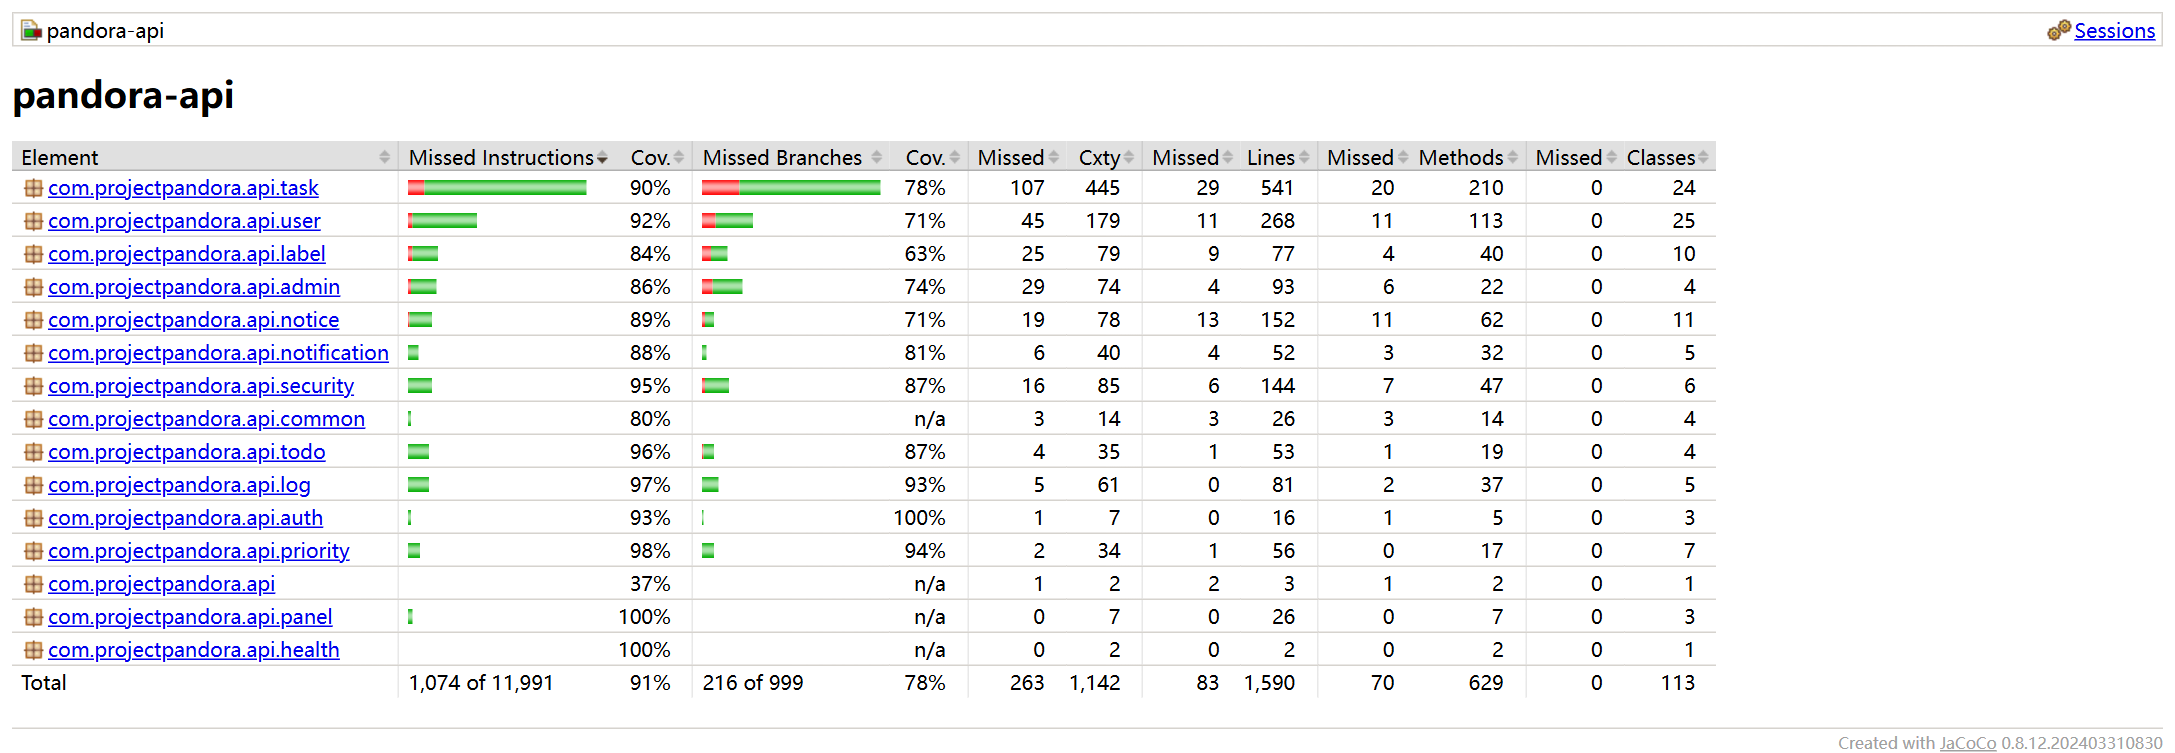 pandora-api Sessions
pandora-api
Element Missed Instructions Cov. Missed Branches Cov. Missed Cxty Missed Lines Missed Methods Missed Classes
com.projectpandora.api.task 90% 78% 107 445 29 541 20 210 0 24
com.projectpandora.api.user 92% 71% 45 179 11 268 11 113 0 25
com.projectpandora.api.label 84% 63% 25 79 9 77 4 40 0 10
com.projectpandora.api.admin 86% 74% 29 74 4 93 6 22 0 4
com.projectpandora.api.notice 89% 71% 19 78 13 152 11 62 0 11
com.projectpandora.api.notification 88% 81% 6 40 4 52 3 32 0 5
com.projectpandora.api.security 95% 87% 16 85 6 144 7 47 0 6
com.projectpandora.api.common 80% n/a 3 14 3 26 3 14 0 4
com.projectpandora.api.todo 96% 87% 4 35 1 53 1 19 0 4
com.projectpandora.api.log 97% 93% 5 61 0 81 2 37 0 5
com.projectpandora.api.auth 93% 100% 1 7 0 16 1 5 0 3
com.projectpandora.api.priority 98% 94% 2 34 1 56 0 17 0 7
com.projectpandora.api 37% n/a 1 2 2 3 1 2 0 1
com.projectpandora.api.panel 100% n/a 0 7 0 26 0 7 0 3
com.projectpandora.api.health 100% n/a 0 2 0 2 0 2 0 1
Total 1,074 of 11,991 91% 216 of 999 78% 263 1,142 83 1,590 70 629 0 113
Created with JaCoCo 0.8.12.202403310830